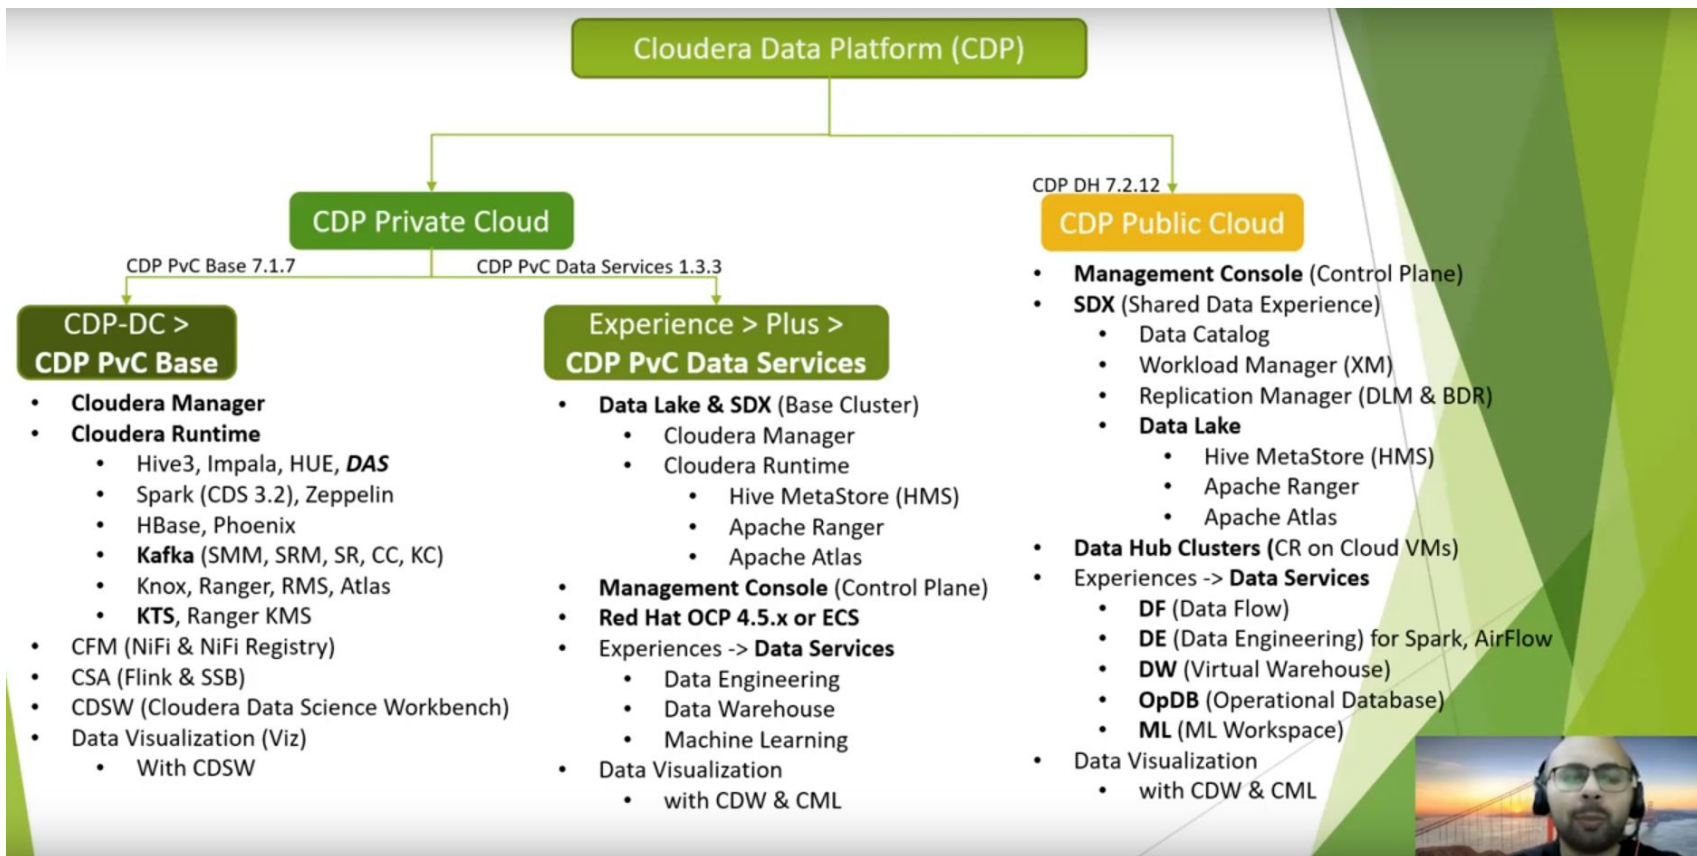 Cloudera Data Platform (CDP)
CDP Private Cloud
CDP PvC Base 7.1.7
CDP PvC Data Services 1.3.3
CDP-DC >
CDP PvC Base
• Cloudera Manager
• Cloudera Runtime
• Hive3, Impala, HUE, DAS
• Spark (CDS 3.2), Zeppelin
• HBase, Phoenix
• Kafka (SMM, SRM, SR, CC, KC)
• Knox, Ranger, RMS, Atlas
• KTS, Ranger KMS
• CFM (NiFi & NiFi Registry)
• CSA (Flink & SSB)
• CDSW (Cloudera Data Science Workbench)
• Data Visualization (Viz)
• With CDSW
Experience > Plus >
CDP PvC Data Services
• Data Lake & SDX (Base Cluster)
• Cloudera Manager
• Cloudera Runtime
• Hive MetaStore (HMS)
• Apache Ranger
• Apache Atlas
• Management Console (Control Plane)
• Red Hat OCP 4.5.x or ECS
• Experiences -> Data Services
• Data Engineering
• Data Warehouse
• Machine Learning
• Data Visualization
• with CDW & CML
CDP DH 7.2.12
CDP Public Cloud
• Management Console (Control Plane)
• SDX (Shared Data Experience)
• Data Catalog
• Workload Manager (XM)
• Replication Manager (DLM & BDR)
• Data Lake
• Hive MetaStore (HMS)
• Apache Ranger
• Apache Atlas
• Data Hub Clusters (CR on Cloud VMs)
• Experiences -> Data Services
• DF (Data Flow)
• DE (Data Engineering) for Spark, AirFlow
• DW (Virtual Warehouse)
• OpDB (Operational Database)
• ML (ML Workspace)
• Data Visualization
• with CDW & CML